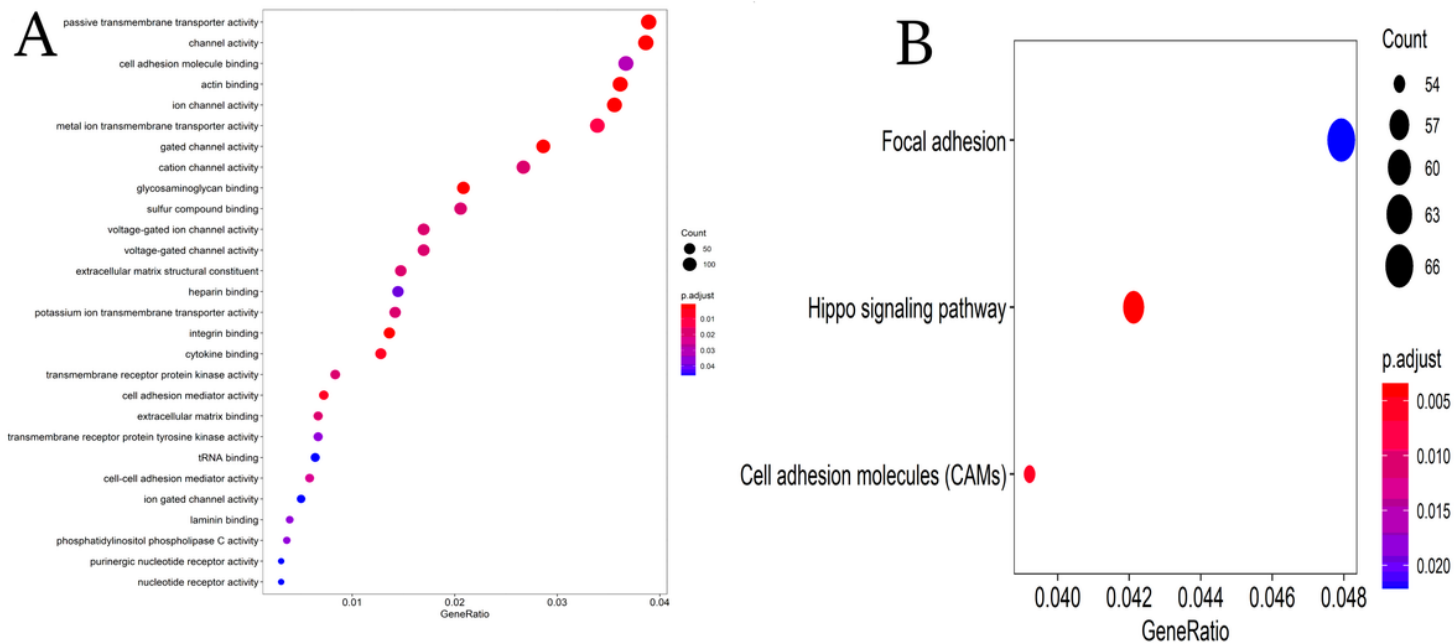 A
passive transmembrane transporter activity
channel activity
cell adhesion molecule binding
actin binding
ion channel activity
metal ion transmembrane transporter activity
gated channel activity
cation channel activity
glycosaminoglycan binding
sulfur compound binding
voltage-gated ion channel activity
voltage-gated channel activity
extracellular matrix structural constituent
heparin binding
potassium ion transmembrane transporter activity
integrin binding
cytokine binding
transmembrane receptor protein kinase activity
cell adhesion mediator activity
extracellular matrix binding
transmembrane receptor protein tyrosine kinase activity
tRNA binding
cell-cell adhesion mediator activity
ion gated channel activity
laminin binding
phosphatidylinositol phospholipase C activity
purinergic nucleotide receptor activity
nucleotide receptor activity
0.01 0.02 0.03 0.04
GeneRatio
Count
50
100
p.adjust
0.01
0.02
0.03
0.04
B
Focal adhesion
Hippo signaling pathway
Cell adhesion molecules (CAMs)
0.040 0.042 0.044 0.046 0.048
GeneRatio
Count
54
57
60
63
66
p.adjust
0.005
0.010
0.015
0.020